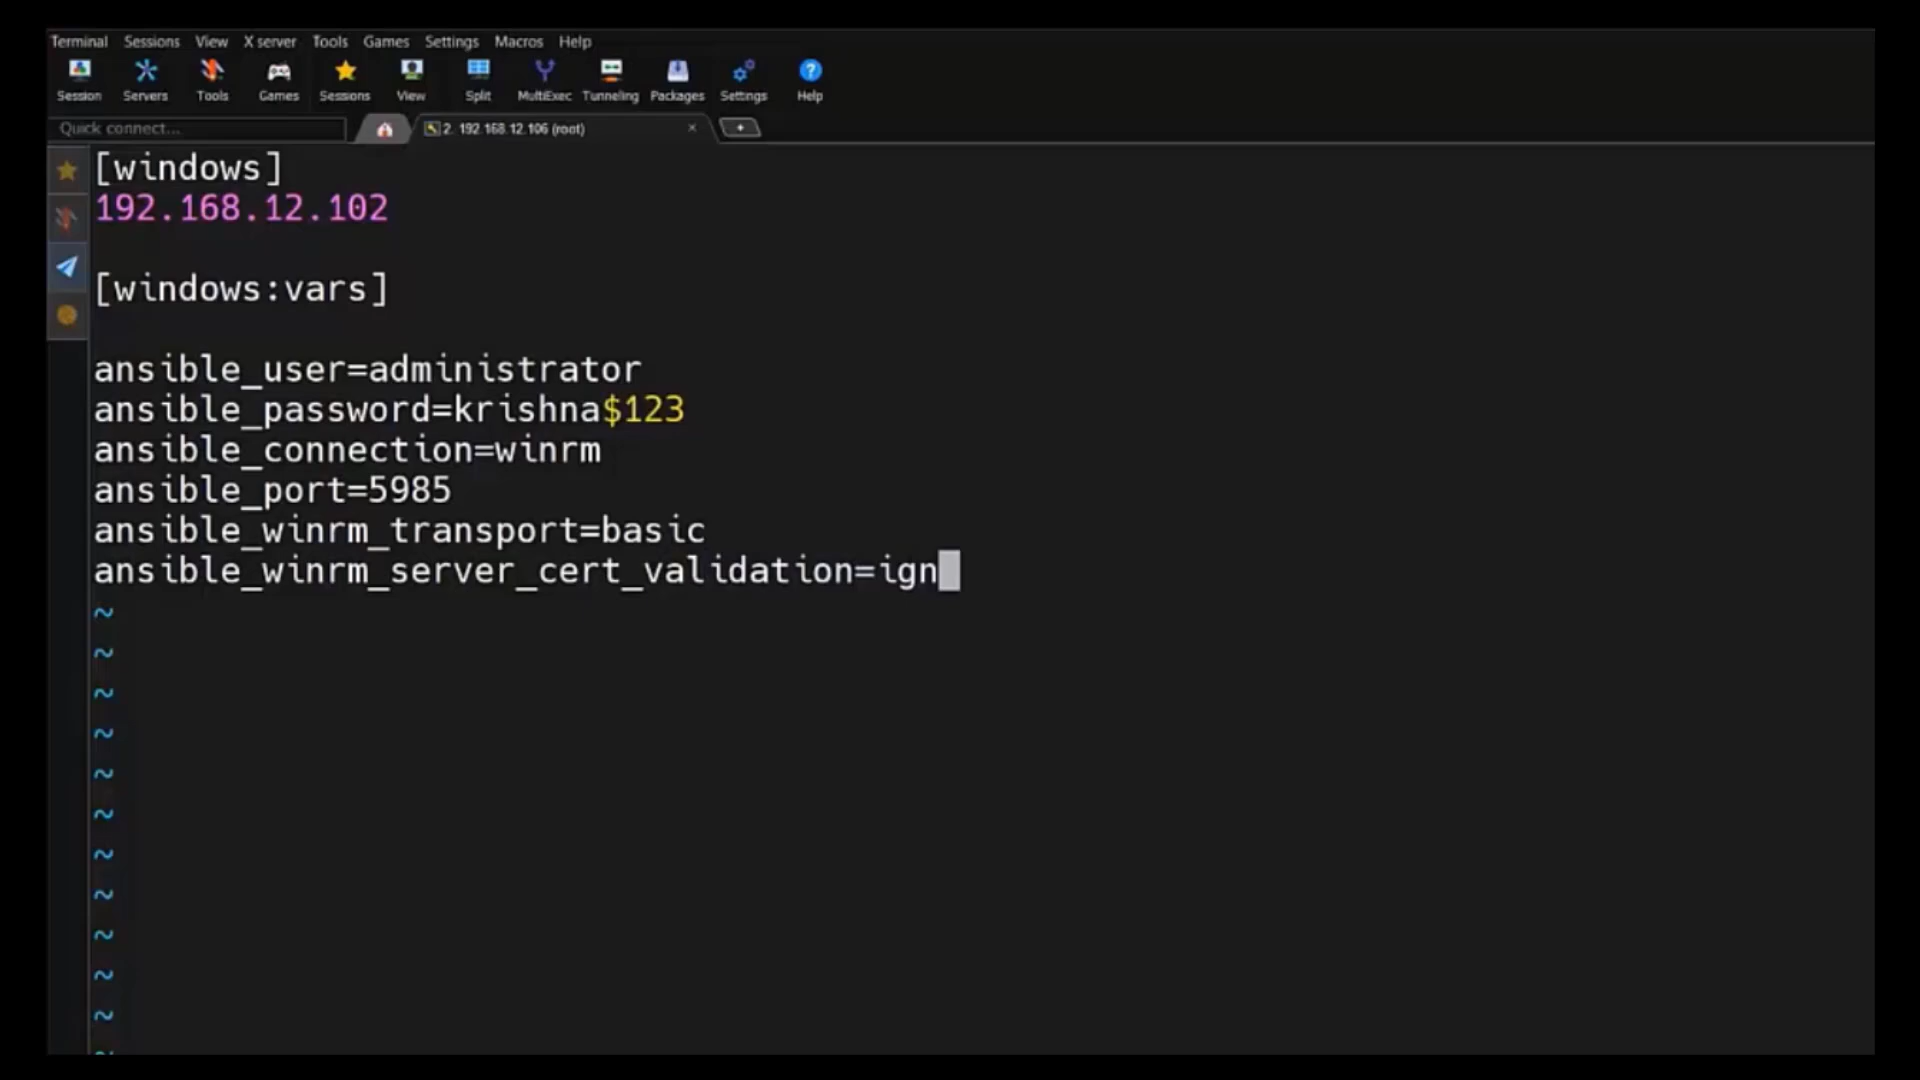 Terminal Sessions View X server Tools Games Settings Macros Help
Session Servers Tools Games Sessions View Split MultiExec Tunneling Packages Settings Help
Quick connect... 2. 192.168.12.106 (root)
[windows]
192.168.12.102
[windows:vars]
ansible_user=administrator
ansible_password=krishna$123
ansible_connection=winrm
ansible_port=5985
ansible_winrm_transport=basic
ansible_winrm_server_cert_validation=ign
~
~
~
~
~
~
~
~
~
~
~
~